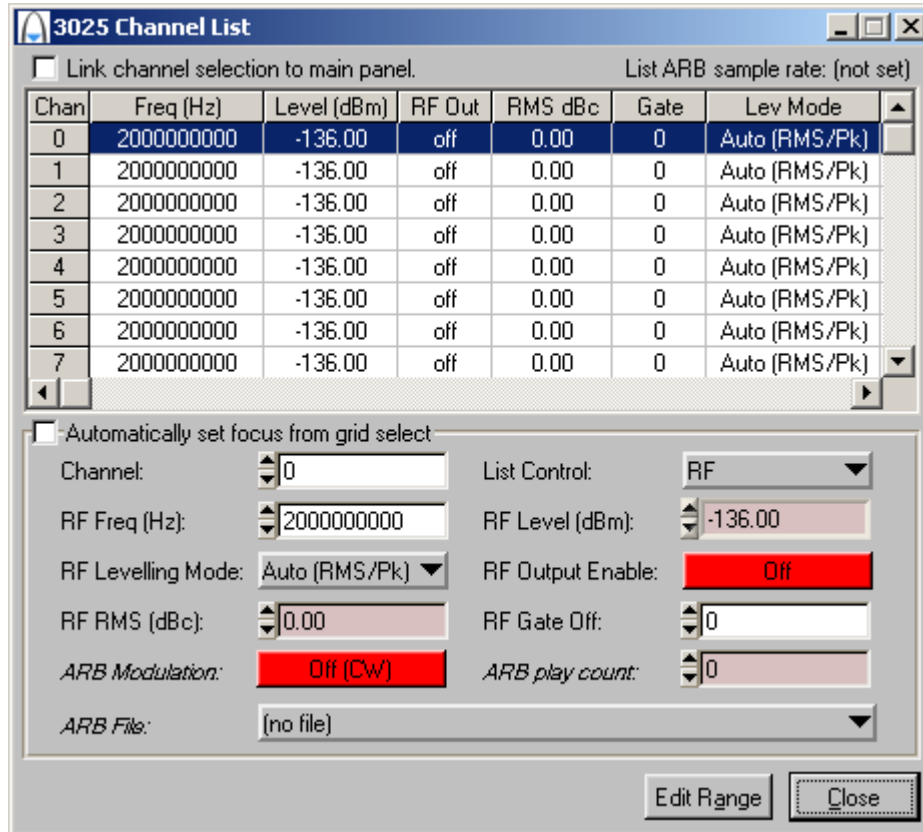 3025 Channel List
Link channel selection to main panel. List ARB sample rate: (not set)
Chan Freq (Hz) Level (dBm) RF Out RMS dBc Gate Lev Mode
0 2000000000 -136.00 off 0.00 0 Auto (RMS/Pk)
1 2000000000 -136.00 off 0.00 0 Auto (RMS/Pk)
2 2000000000 -136.00 off 0.00 0 Auto (RMS/Pk)
3 2000000000 -136.00 off 0.00 0 Auto (RMS/Pk)
4 2000000000 -136.00 off 0.00 0 Auto (RMS/Pk)
5 2000000000 -136.00 off 0.00 0 Auto (RMS/Pk)
6 2000000000 -136.00 off 0.00 0 Auto (RMS/Pk)
7 2000000000 -136.00 off 0.00 0 Auto (RMS/Pk)
Automatically set focus from grid select
Channel: 0 List Control: RF
RF Freq (Hz): 2000000000 RF Level (dBm): -136.00
RF Levelling Mode: Auto (RMS/Pk) RF Output Enable: Off
RF RMS (dBc): 0.00 RF Gate Off: 0
ARB Modulation: Off (CW) ARB play count: 0
ARB File: (no file)
Edit Range Close